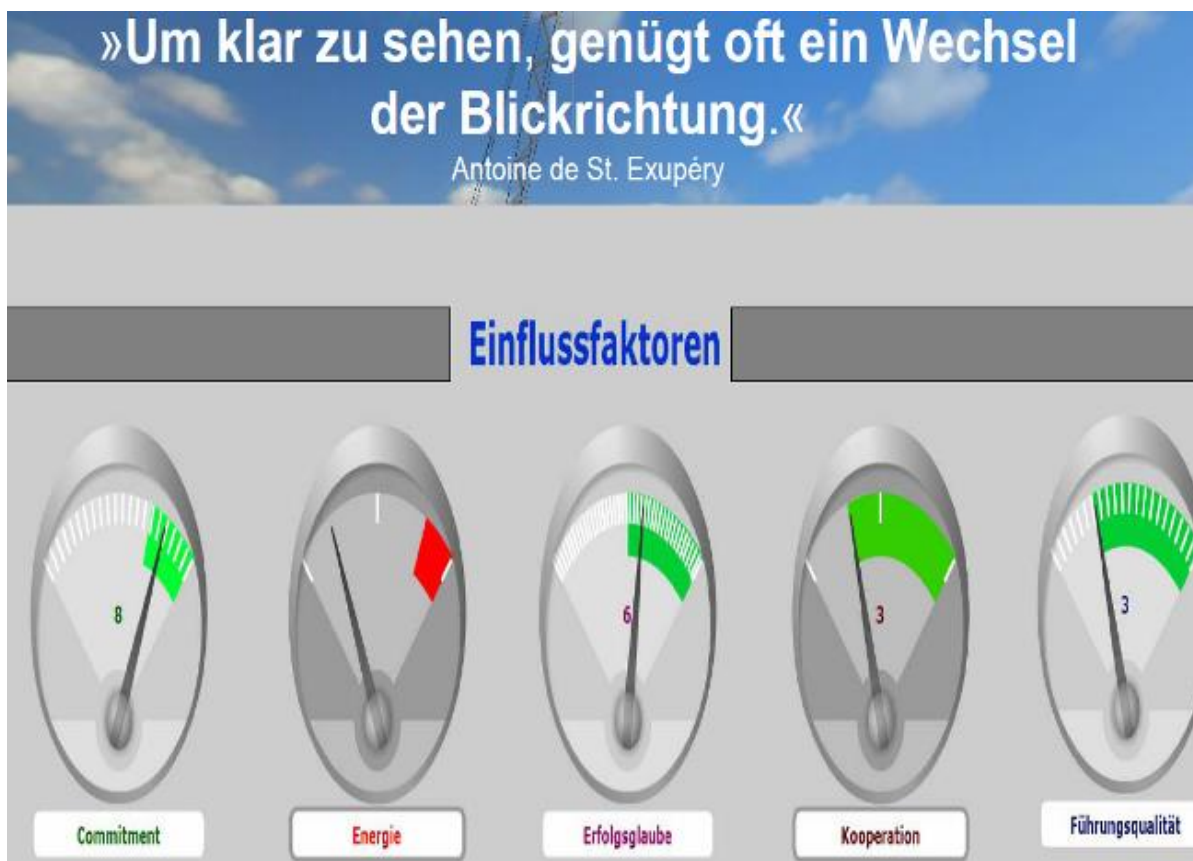 »Um klar zu sehen, genügt oft ein Wechsel
der Blickrichtung.«
Antoine de St. Exupéry
Einflussfaktoren
8
6
3
3
Commitment
Energie
Erfolgsglaube
Kooperation
Führungsqualität